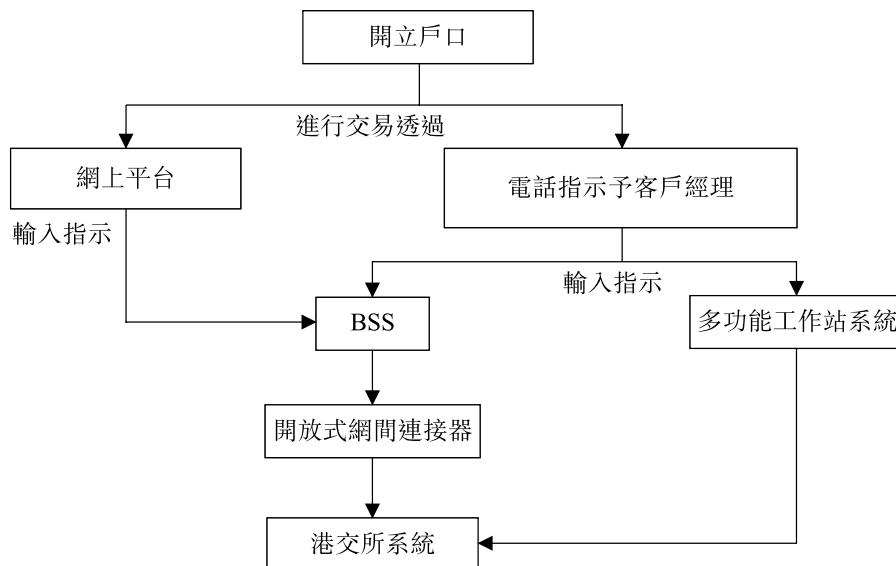 開立戶口
進行交易透過
網上平台
電話指示予客戶經理
輸入指示
輸入指示
BSS
多功能工作站系統
開放式網間連接器
港交所系統